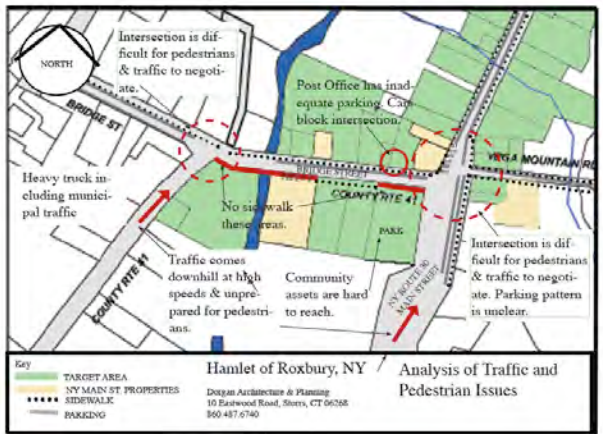 Intersection is dif-
ficult for pedestrians
& traffic to negoti-
ate.
NORTH
BRIDGE ST
Post Office has inad-
equate parking. Cars
block intersection.
Heavy truck in-
cluding munici-
pal traffic
BRIDGE STREET
VEGA MOUNTAIN RD
No sidewalk
these areas.
COUNTY RTE 41
PARK
Traffic comes
downhill at high
speeds & unpre-
pared for pedestri-
ans.
COUNTY RTE 41
Community
assets are hard
to reach.
NY ROUTE 30
MAIN STREET
Intersection is dif-
ficult for pedestrians
& traffic to negoti-
ate. Parking pattern
is unclear.
Key
TARGET AREA
NY MAIN ST. PROPERTIES
SIDEWALK
PARKING
Hamlet of Roxbury, NY
Dorgan Architecture & Planning
10 Eastwood Road, Storrs, CT 06268
860 487.6740
Analysis of Traffic and
Pedestrian Issues